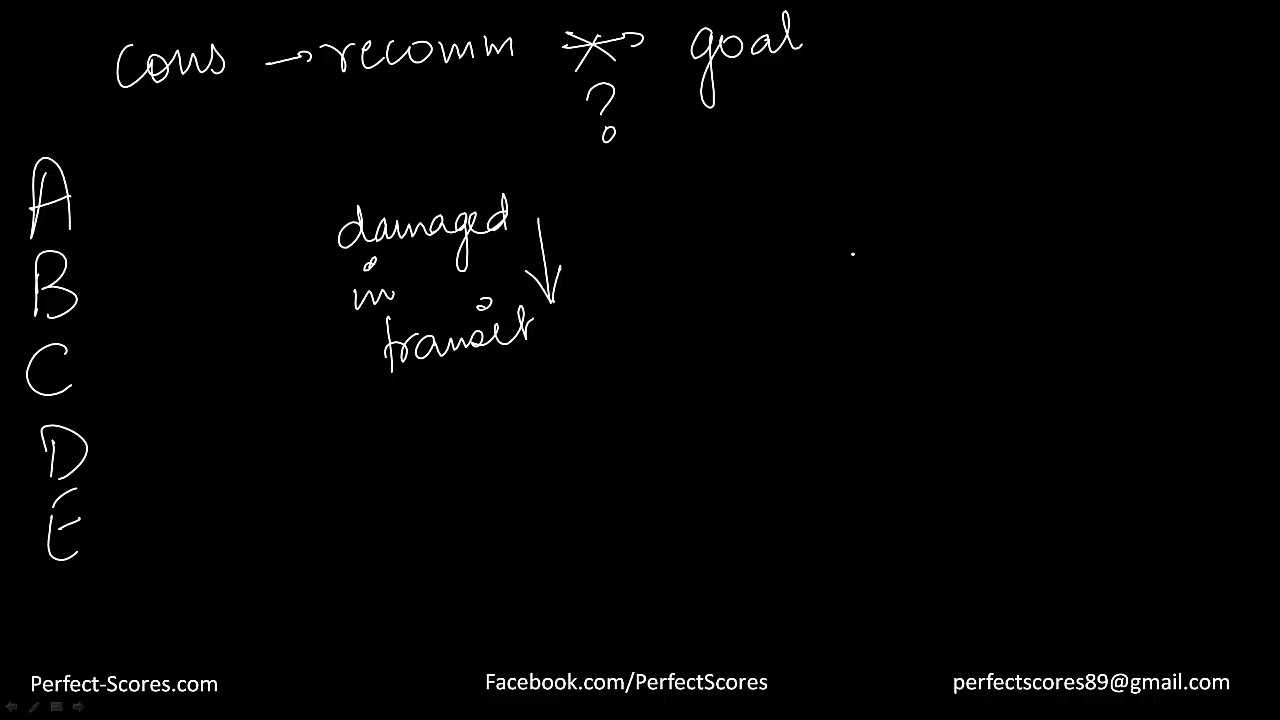 cons → recomm goal
?
A
damaged
in
transit
B
C
D
E
Perfect-Scores.com Facebook.com/PerfectScores perfectscores89@gmail.com